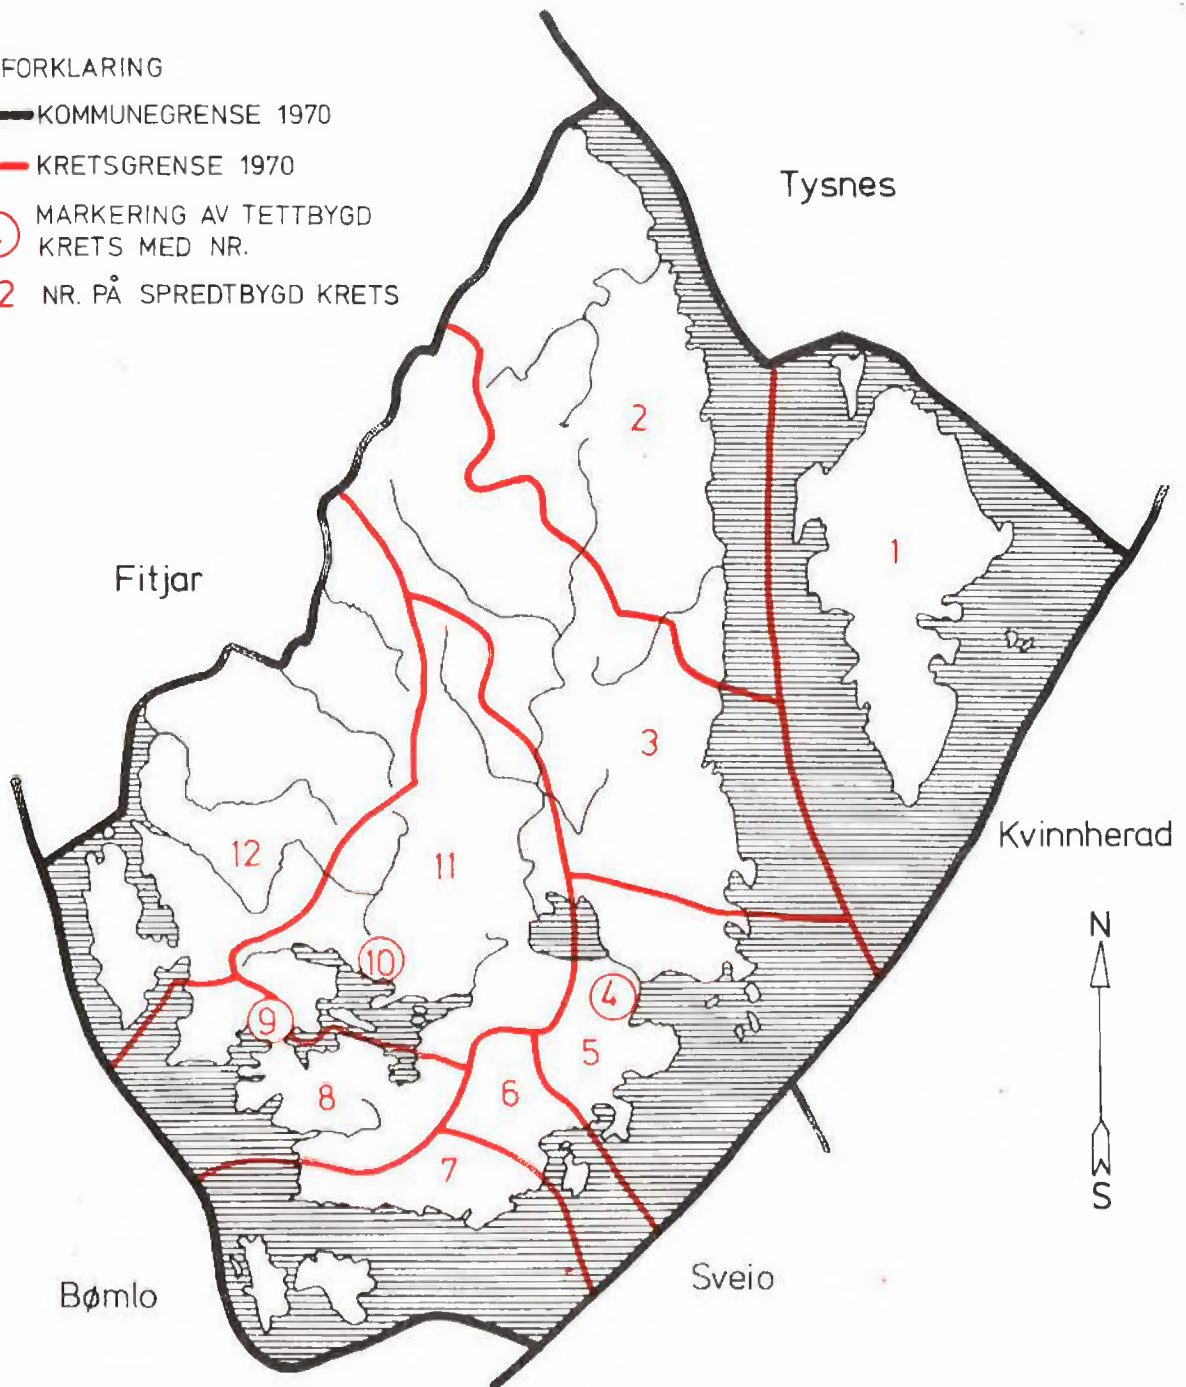 FORKLARING
KOMMUNEGRENSE 1970
KRETSGRENSE 1970
MARKERING AV TETTBYGD
KRETS MED NR.
2 NR. PÅ SPREDTBYGD KRETS
Tysnes
2
1
Fitjar
3
Kvinnherad
12
11
N
10
4
9
5
8
6
7
S
Sveio
Bømlo